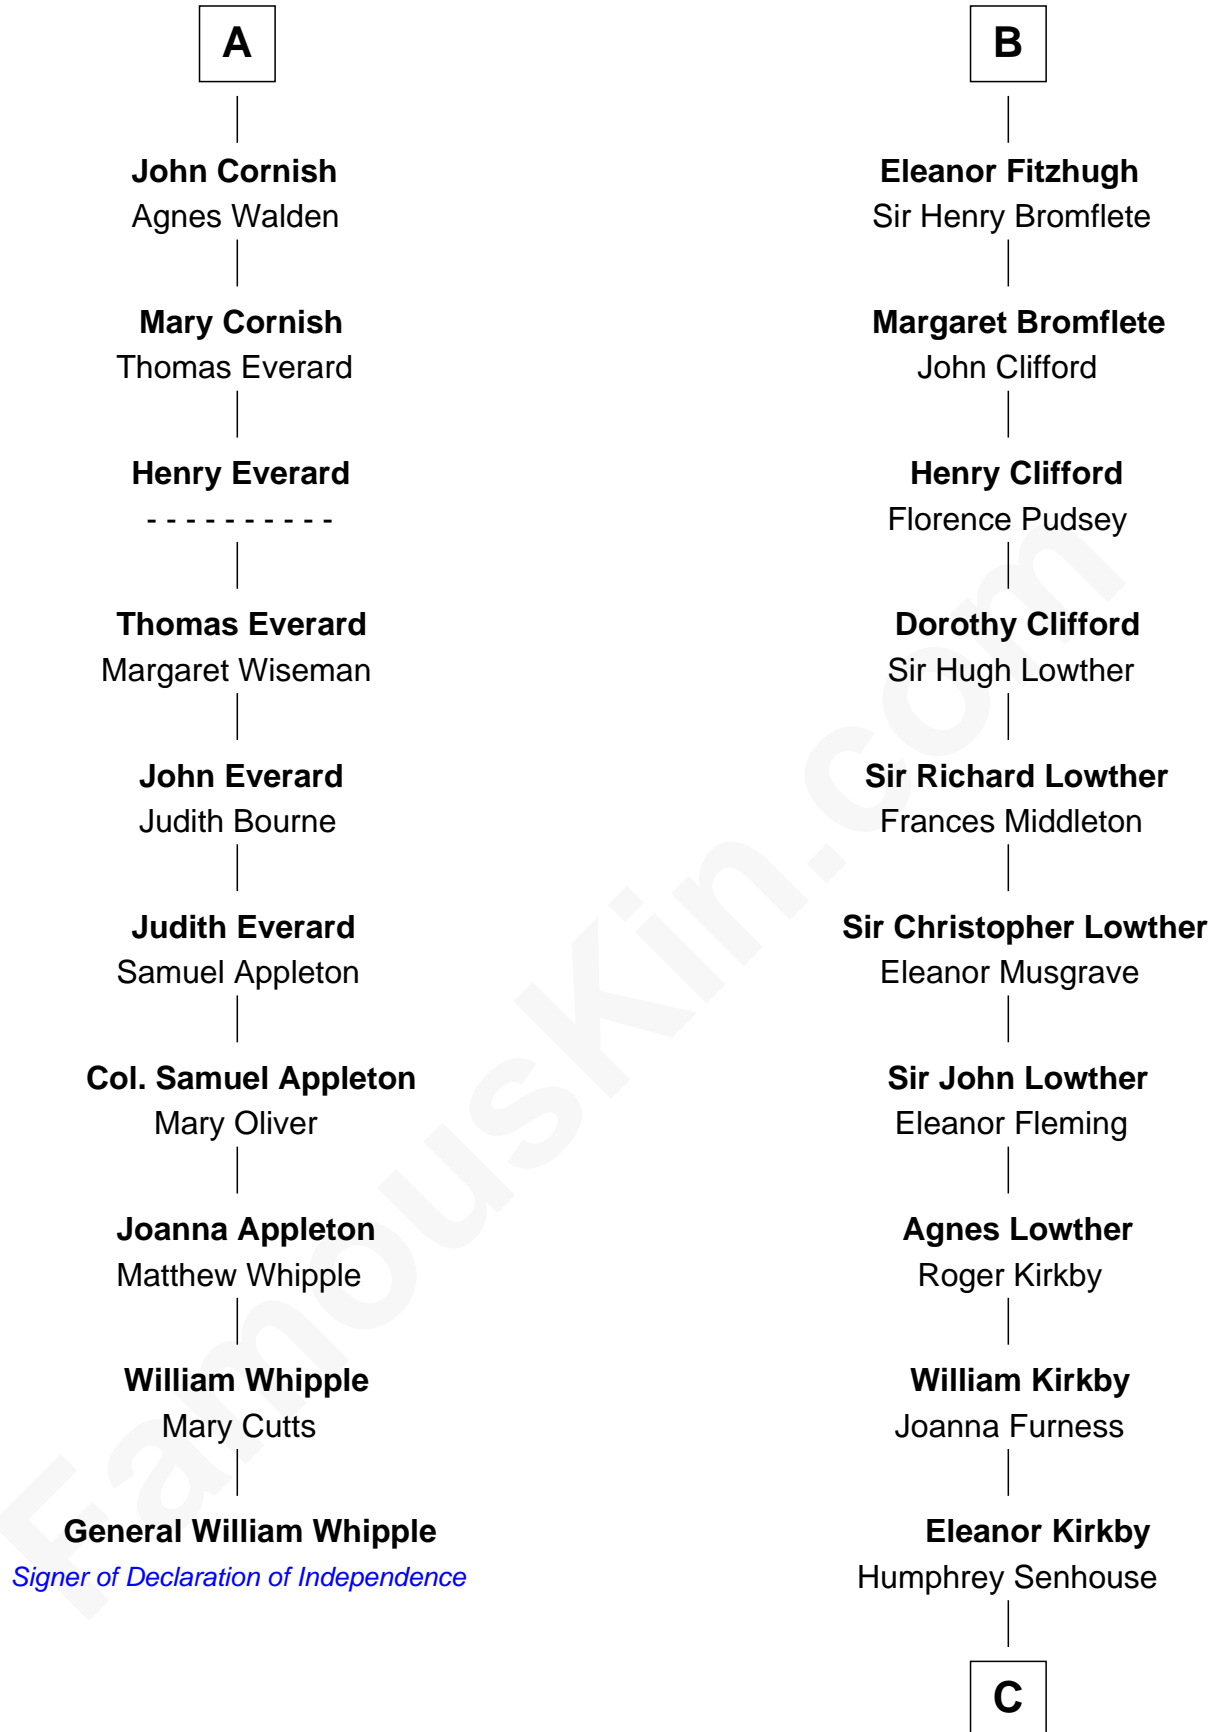 A
John Cornish
Agnes Walden
Mary Cornish
Thomas Everard
Henry Everard
- - - - - - - - - -
Thomas Everard
Margaret Wiseman
John Everard
Judith Bourne
Judith Everard
Samuel Appleton
Col. Samuel Appleton
Mary Oliver
Joanna Appleton
Matthew Whipple
William Whipple
Mary Cutts
General William Whipple
Signer of Declaration of Independence
B
Eleanor Fitzhugh
Sir Henry Bromflete
Margaret Bromflete
John Clifford
Henry Clifford
Florence Pudsey
Dorothy Clifford
Sir Hugh Lowther
Sir Richard Lowther
Frances Middleton
Sir Christopher Lowther
Eleanor Musgrave
Sir John Lowther
Eleanor Fleming
Agnes Lowther
Roger Kirkby
William Kirkby
Joanna Furness
Eleanor Kirkby
Humphrey Senhouse
C
FamousKin.com